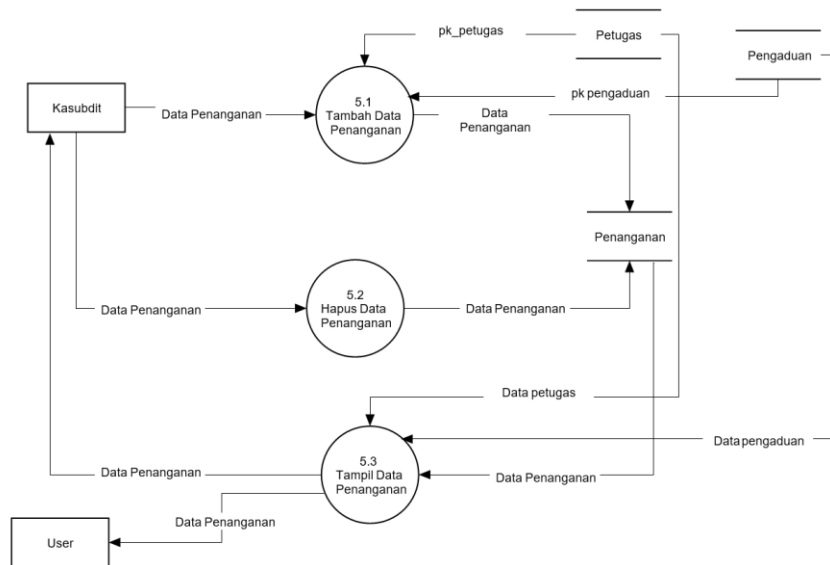 pk_petugas
Petugas
Pengaduan
Kasubdit
Data Penanganan
5.1
Tambah Data
Penanganan
pk pengaduan
Data
Penanganan
Penanganan
Data Penanganan
5.2
Hapus Data
Penanganan
Data Penanganan
Data petugas
Data pengaduan
Data Penanganan
5.3
Tampil Data
Penanganan
Data Penanganan
Data Penanganan
User